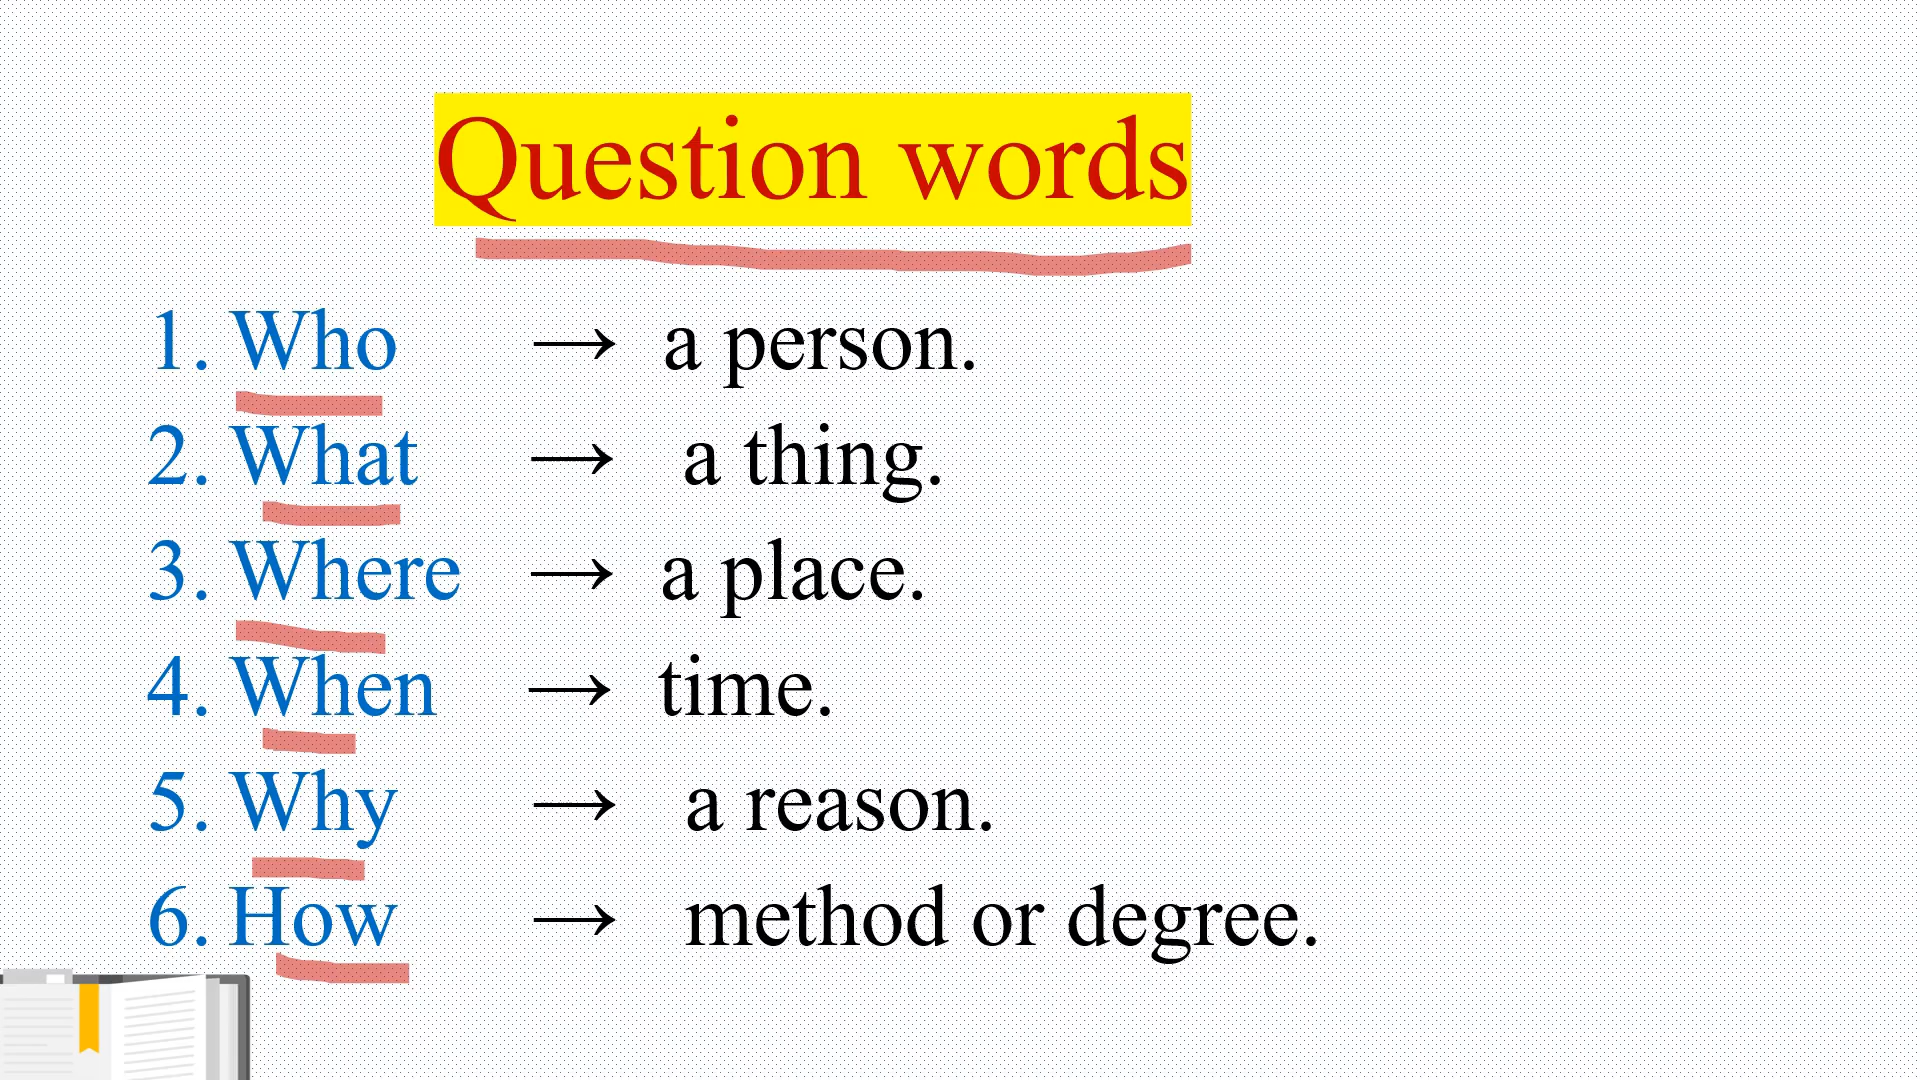 Question words
1. Who → a person.
2. What → a thing.
3. Where → a place.
4. When → time.
5. Why → a reason.
6. How → method or degree.